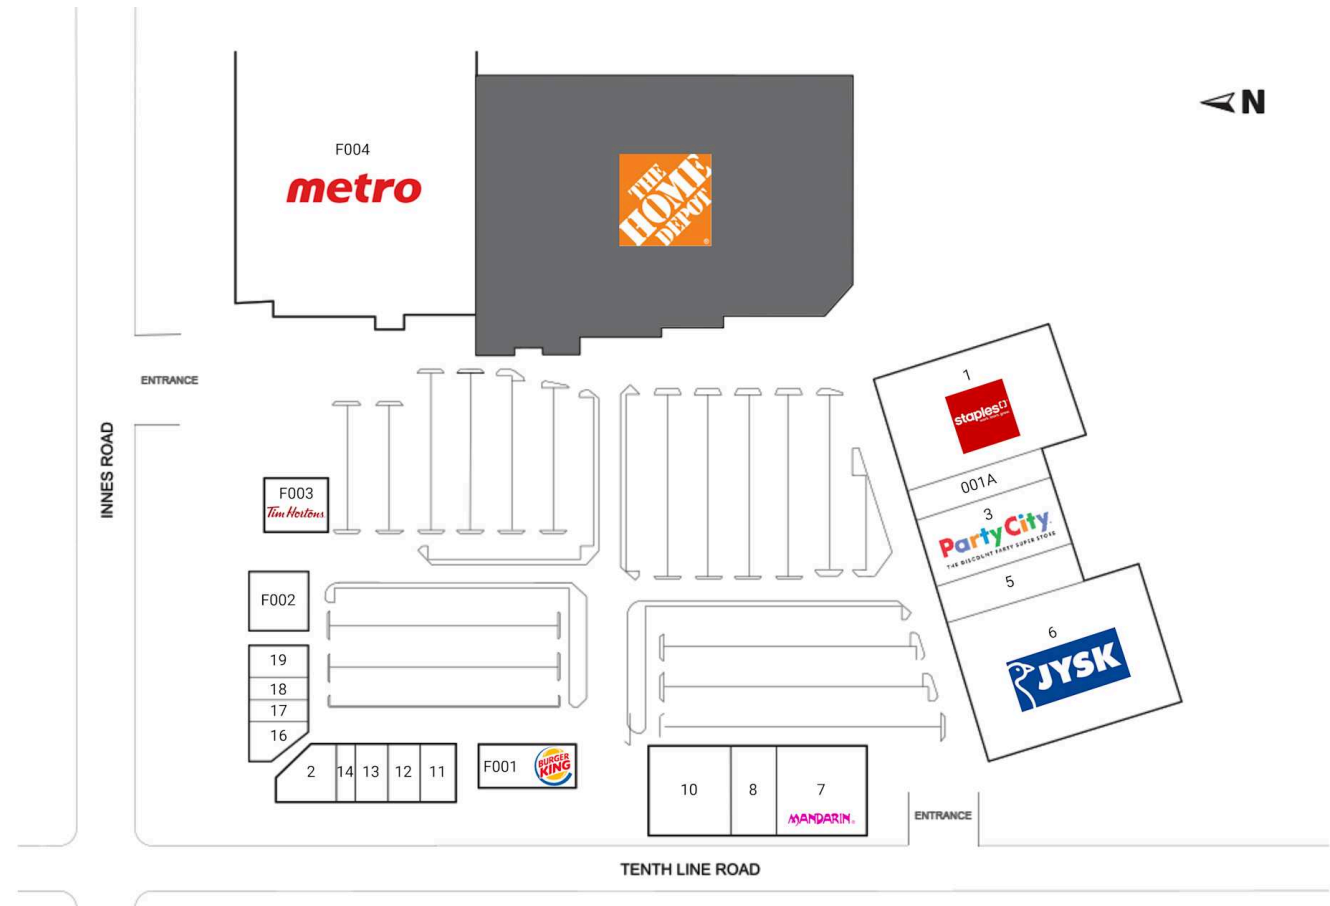 N
F004
metro
THE
HOME
DEPOT
ENTRANCE
INNES ROAD
1
staples
001A
3
Party City
THE DISCOUNT PARTY SUPER STORE
5
6
JYSK
F003
Tim Hortons
F002
19
18
17
16
2
14
13
12
11
F001
BURGER
KING
10
8
7
MANDARIN
ENTRANCE
TENTH LINE ROAD